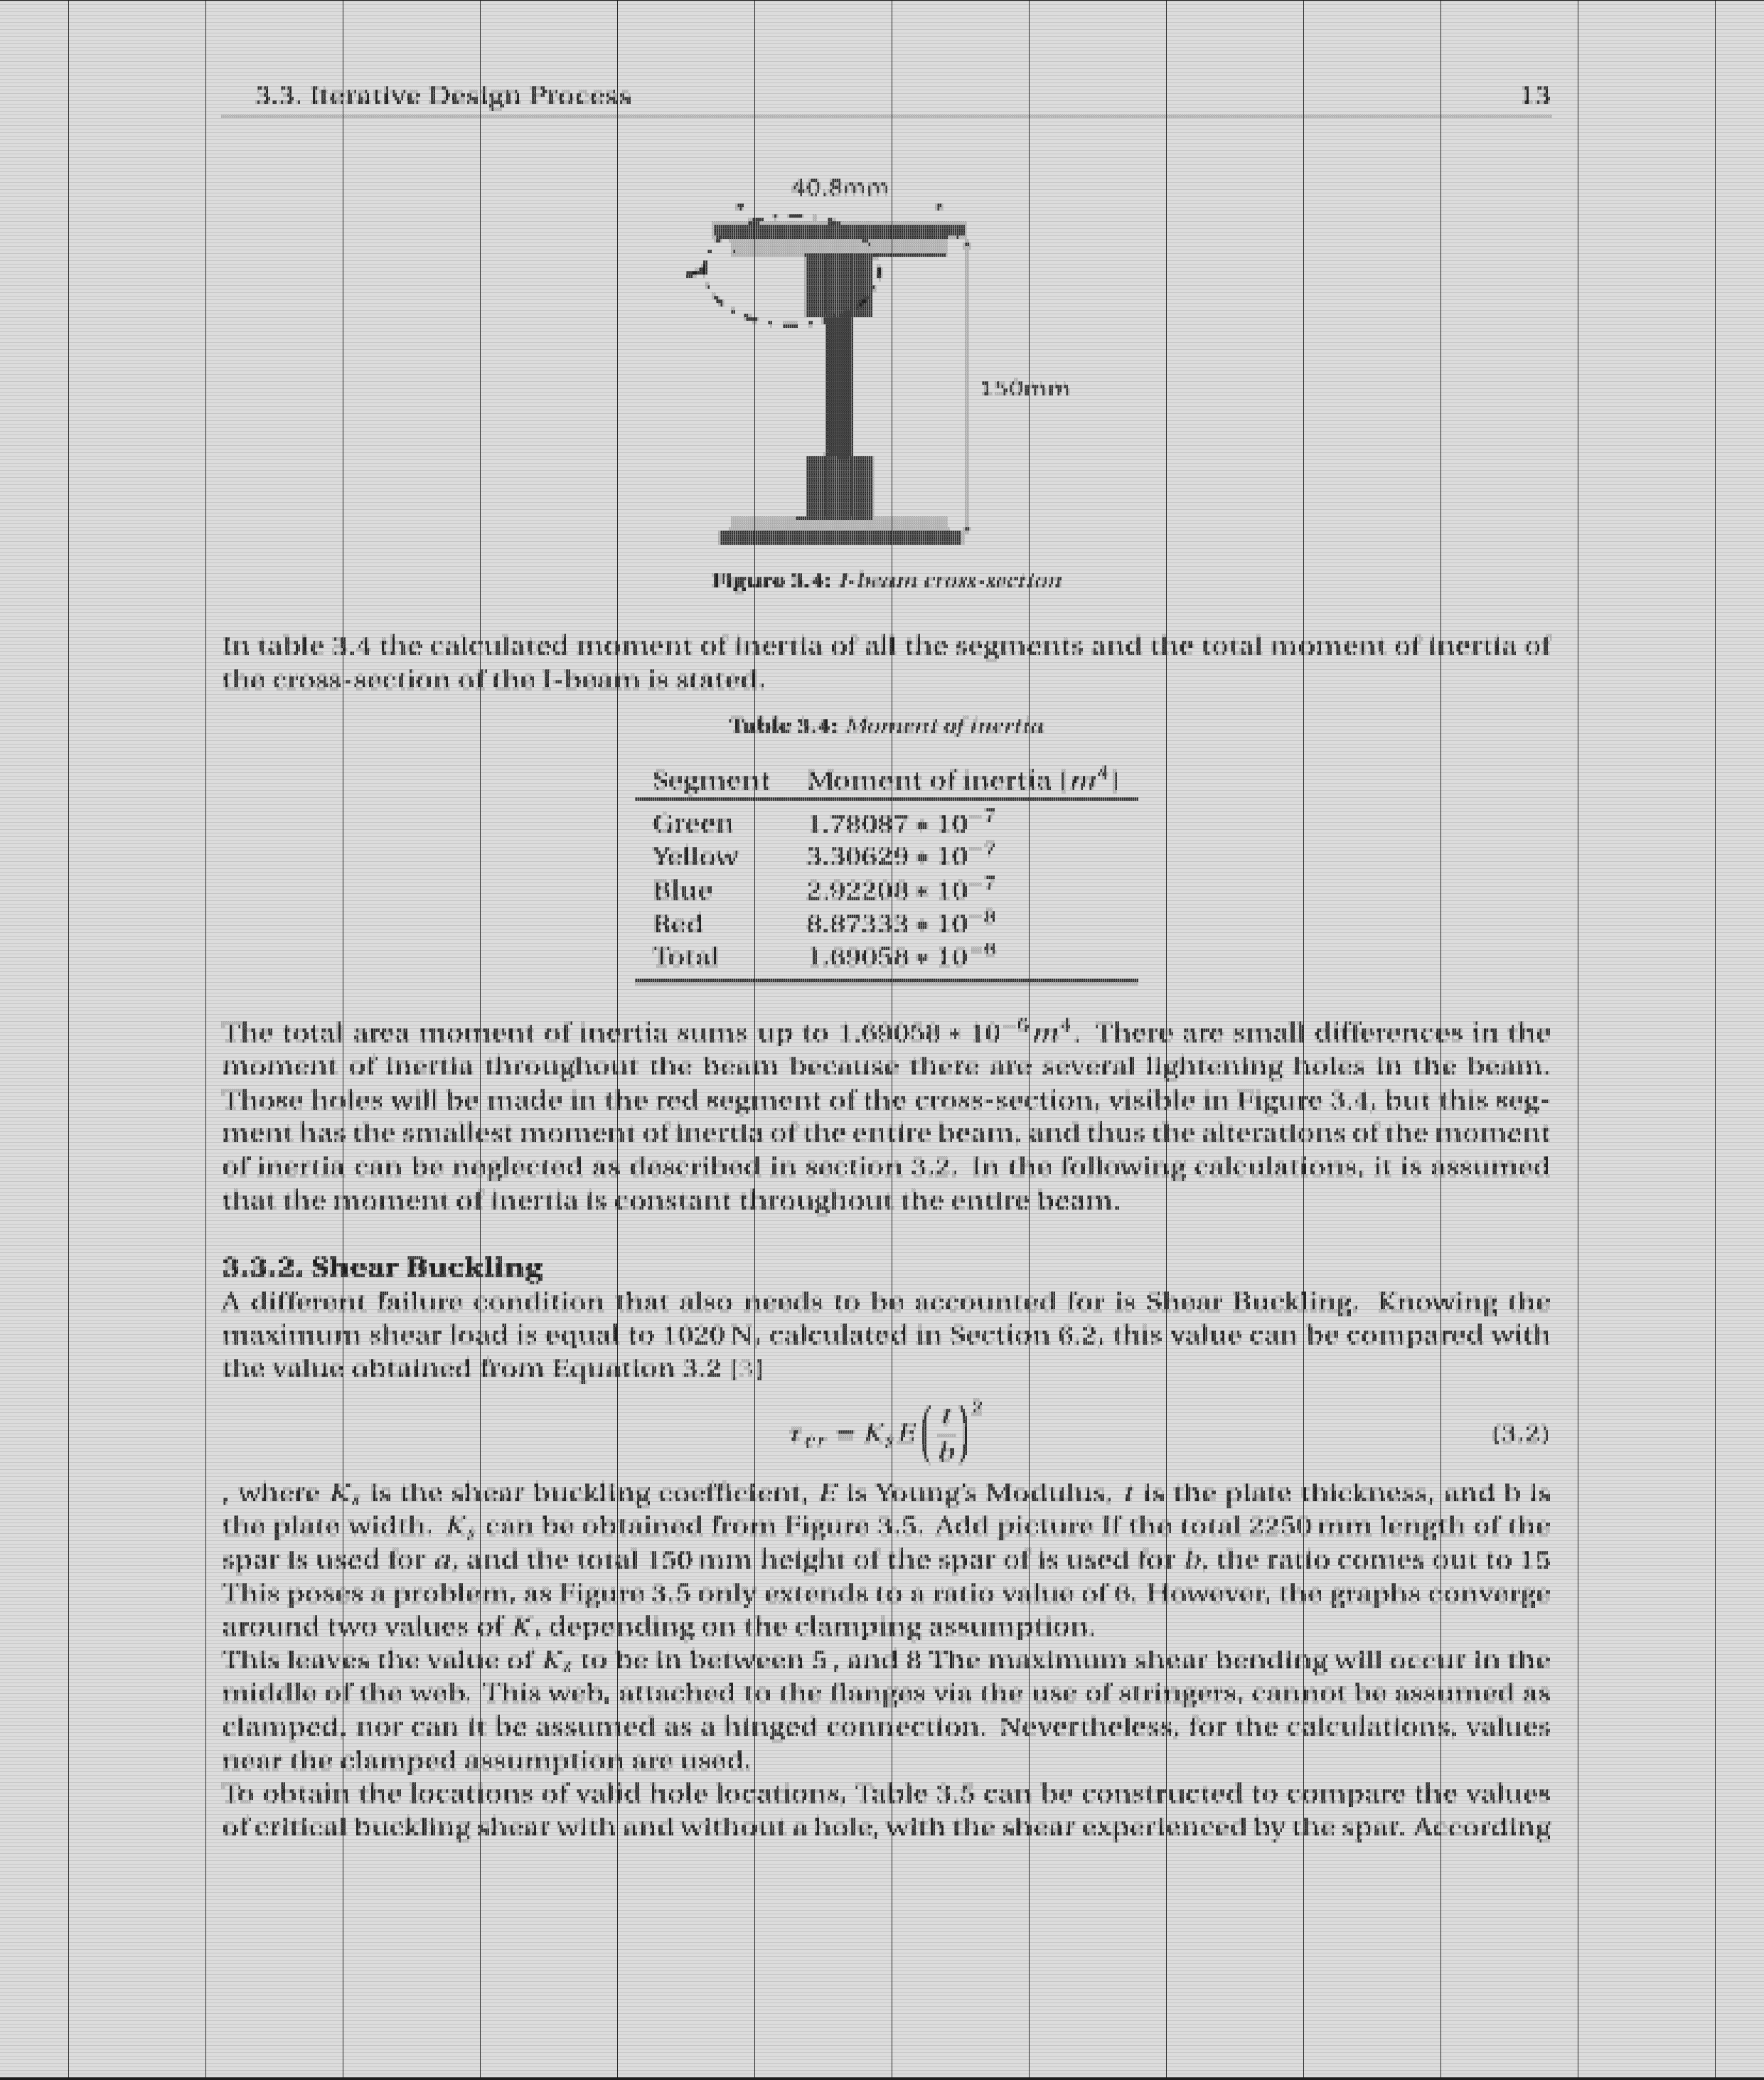 3.3. Iterative Design Process 13
40.8mm
A
150mm
Figure 3.4: I-beam cross-section
In table 3.4 the calculated moment of inertia of all the segments and the total moment of inertia of
the cross-section of the I-beam is stated.
Table 3.4: Moment of inertia
Segment Moment of inertia [m⁴]
Green 1.78087 * 10⁻⁷
Yellow 3.30629 * 10⁻⁷
Blue 2.92208 * 10⁻⁷
Red 8.87333 * 10⁻⁸
Total 1.69058 * 10⁻⁶
The total area moment of inertia sums up to 1.69058 * 10⁻⁶m⁴. There are small differences in the
moment of inertia throughout the beam because there are several lightening holes in the beam.
Those holes will be made in the red segment of the cross-section, visible in Figure 3.4, but this seg-
ment has the smallest moment of inertia of the entire beam, and thus the alterations of the moment
of inertia can be neglected as described in section 3.2. In the following calculations, it is assumed
that the moment of inertia is constant throughout the entire beam.
3.3.2. Shear Buckling
A different failure condition that also needs to be accounted for is Shear Buckling. Knowing the
maximum shear load is equal to 1020 N, calculated in Section 6.2, this value can be compared with
the value obtained from Equation 3.2 [3]
τcr = KsE(t/b)² (3.2)
, where Ks is the shear buckling coefficient, E is Young's Modulus, t is the plate thickness, and b is
the plate width. Ks can be obtained from Figure 3.5. Add picture If the total 2250 mm length of the
spar is used for a, and the total 150 mm height of the spar of is used for b, the ratio comes out to 15
This poses a problem, as Figure 3.5 only extends to a ratio value of 6. However, the graphs converge
around two values of K, depending on the clamping assumption.
This leaves the value of Ks to be in between 5 , and 8 The maximum shear bending will occur in the
middle of the web. This web, attached to the flanges via the use of stringers, cannot be assumed as
clamped, nor can it be assumed as a hinged connection. Nevertheless, for the calculations, values
near the clamped assumption are used.
To obtain the locations of valid hole locations, Table 3.5 can be constructed to compare the values
of critical buckling shear with and without a hole, with the shear experienced by the spar. According